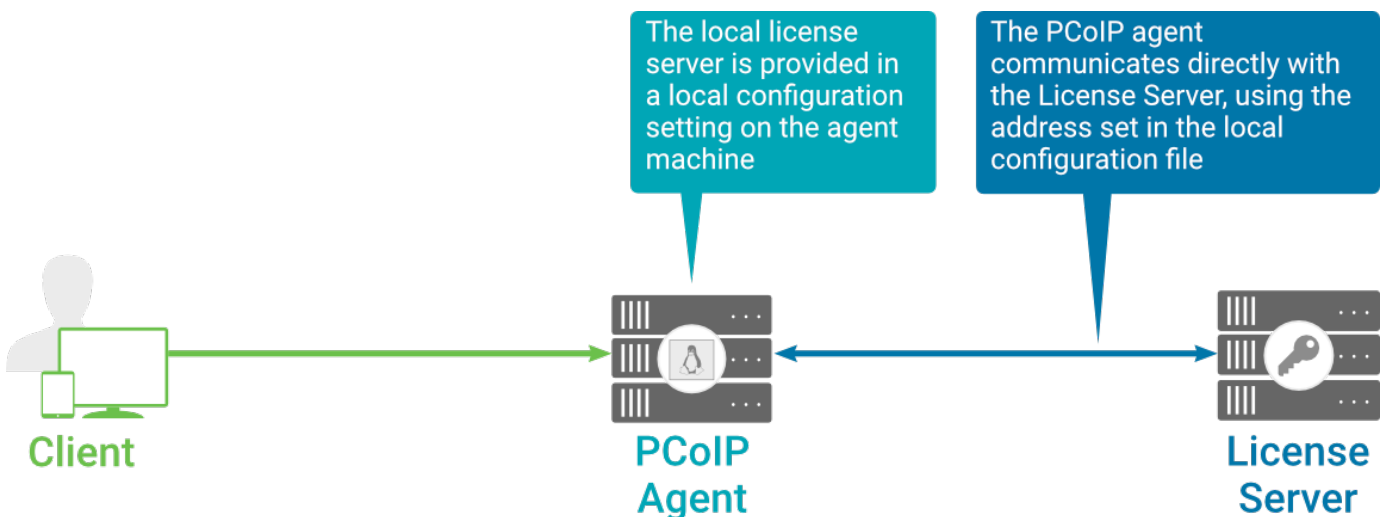 The local license
server is provided in
a local configuration
setting on the agent
machine
The PCoIP agent
communicates directly with
the License Server, using the
address set in the local
configuration file
Client
PCoIP
Agent
License
Server